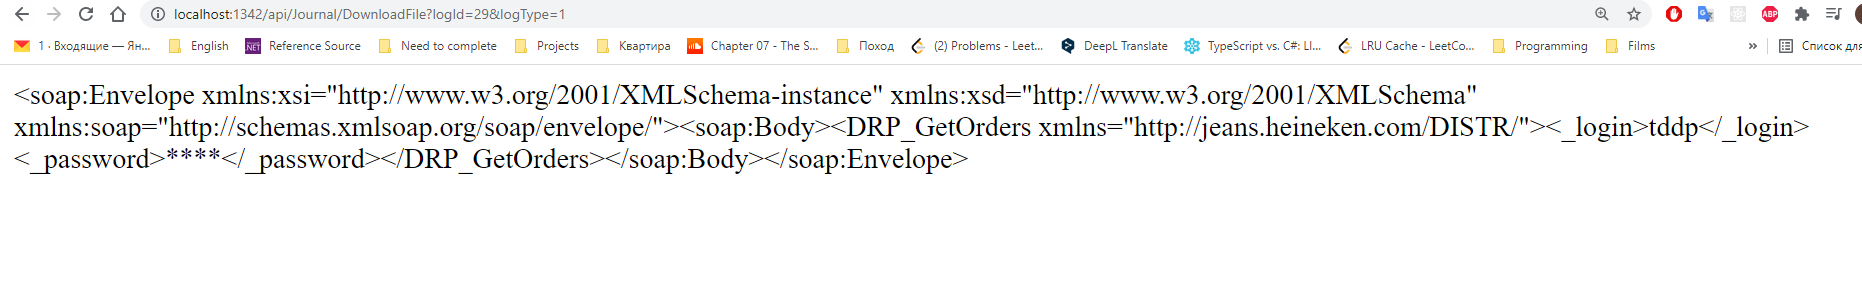 localhost:1342/api/Journal/DownloadFile?logId=29&logType=1
1 · Входящие — Ян... English Reference Source Need to complete Projects Квартира Chapter 07 - The S... Поход (2) Problems - Leet... DeepL Translate TypeScript vs. C#: LI... LRU Cache - LeetCo... Programming Films » Список для
<soap:Envelope xmlns:xsi="http://www.w3.org/2001/XMLSchema-instance" xmlns:xsd="http://www.w3.org/2001/XMLSchema"
xmlns:soap="http://schemas.xmlsoap.org/soap/envelope/"><soap:Body><DRP_GetOrders xmlns="http://jeans.heineken.com/DISTR/"><_login>tddp</_login>
<_password>****</_password></DRP_GetOrders></soap:Body></soap:Envelope>